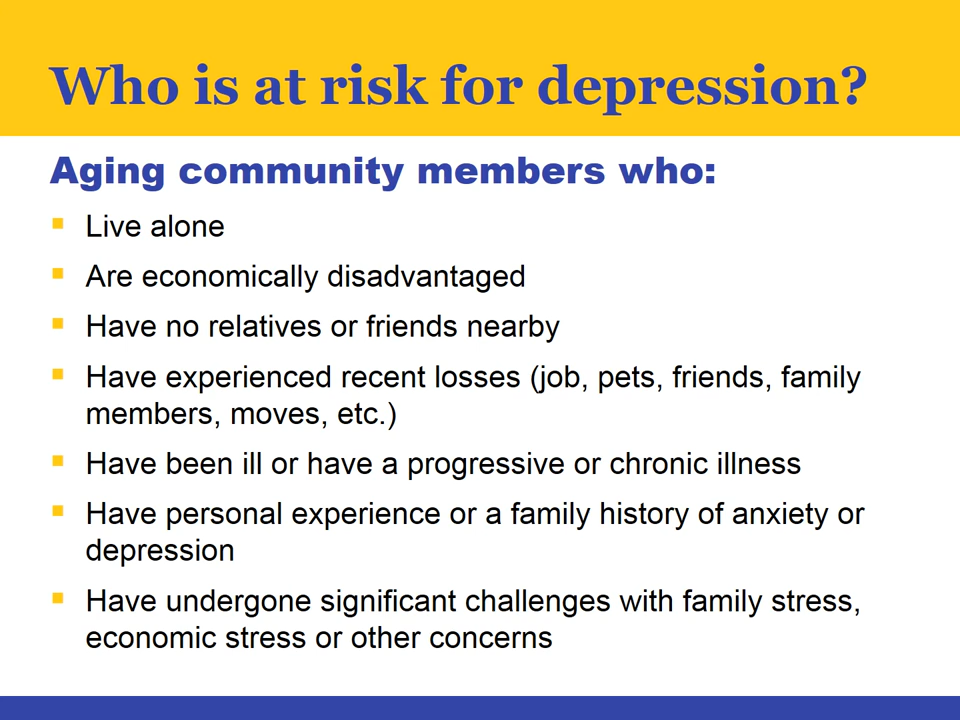 Who is at risk for depression?
Aging community members who:
▪ Live alone
▪ Are economically disadvantaged
▪ Have no relatives or friends nearby
▪ Have experienced recent losses (job, pets, friends, family
members, moves, etc.)
▪ Have been ill or have a progressive or chronic illness
▪ Have personal experience or a family history of anxiety or
depression
▪ Have undergone significant challenges with family stress,
economic stress or other concerns